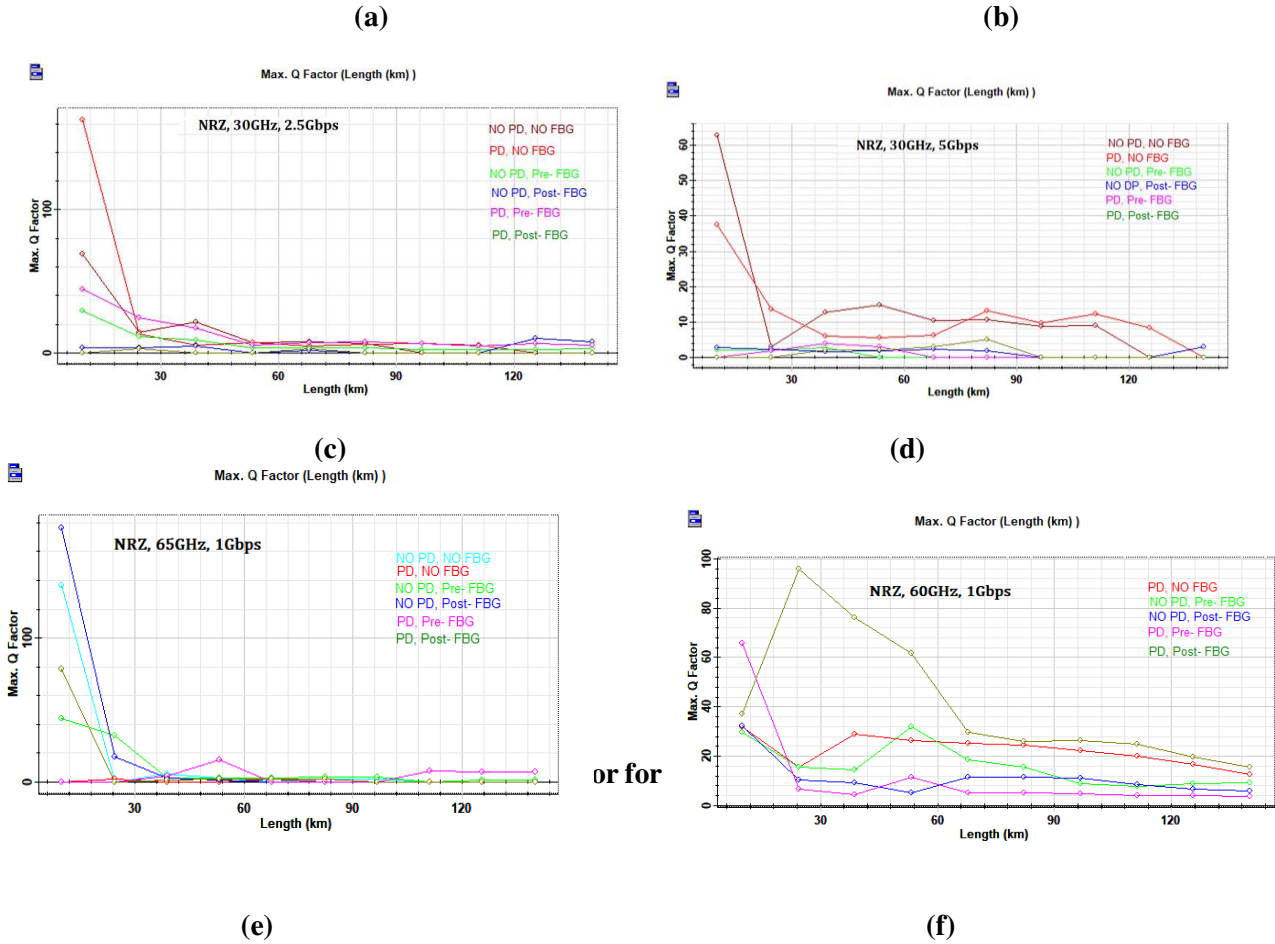 (a)
(b)
Max. Q Factor (Length (km) )
NRZ, 30GHz, 2.5Gbps
NO PD, NO FBG
PD, NO FBG
NO PD, Pre- FBG
NO PD, Post- FBG
PD, Pre- FBG
PD, Post- FBG
Max. Q Factor
100
0
30
60
90
120
Length (km)
Max. Q Factor (Length (km) )
NRZ, 30GHz, 5Gbps
NO PD, NO FBG
PD, NO FBG
NO PD, Pre- FBG
NO DP, Post- FBG
PD, Pre- FBG
PD, Post- FBG
Max. Q Factor
60
50
40
30
20
10
0
30
60
90
120
Length (km)
(c)
(d)
Max. Q Factor (Length (km) )
NRZ, 65GHz, 1Gbps
NO PD, NO FBG
PD, NO FBG
NO PD, Pre- FBG
NO PD, Post- FBG
PD, Pre- FBG
PD, Post- FBG
Max. Q Factor
100
0
30
60
90
120
Length (km)
or for
Max. Q Factor (Length (km) )
NRZ, 60GHz, 1Gbps
PD, NO FBG
NO PD, Pre- FBG
NO PD, Post- FBG
PD, Pre- FBG
PD, Post- FBG
Max. Q Factor
100
80
60
40
20
0
30
60
90
120
Length (km)
(e)
(f)